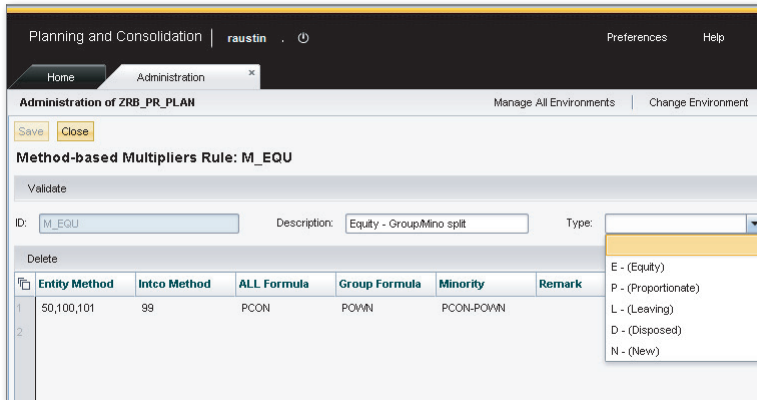 Planning and Consolidation | raustin . Preferences Help
Home Administration ×
Administration of ZRB_PR_PLAN Manage All Environments | Change Environment
Save Close
Method-based Multipliers Rule: M_EQU
Validate
ID: M_EQU Description: Equity - Group/Mino split Type:
Delete
Entity Method Intco Method ALL Formula Group Formula Minority Remark
1 50,100,101 99 PCON POWN PCON-POWN
2
E - (Equity)
P - (Proportionate)
L - (Leaving)
D - (Disposed)
N - (New)